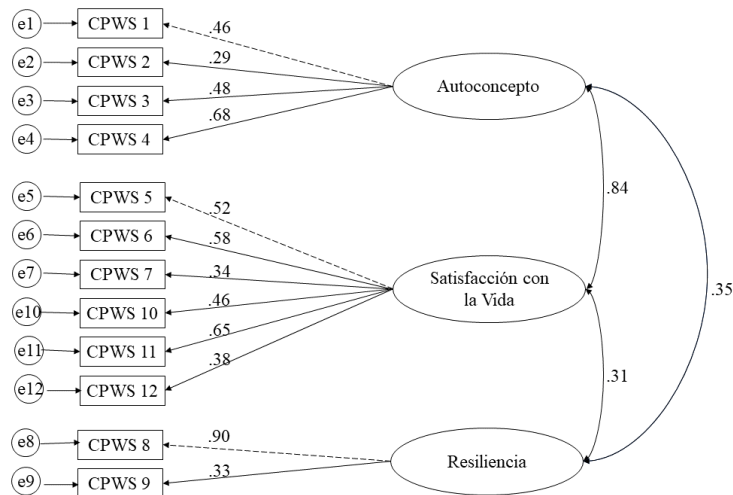 e1 CPWS 1 .46
e2 CPWS 2 .29
e3 CPWS 3 .48
e4 CPWS 4 .68
Autoconcepto
e5 CPWS 5 .52
e6 CPWS 6 .58
e7 CPWS 7 .34
e10 CPWS 10 .46
e11 CPWS 11 .65
e12 CPWS 12 .38
Satisfacción con
la Vida
e8 CPWS 8 .90
e9 CPWS 9 .33
Resiliencia
.84
.35
.31